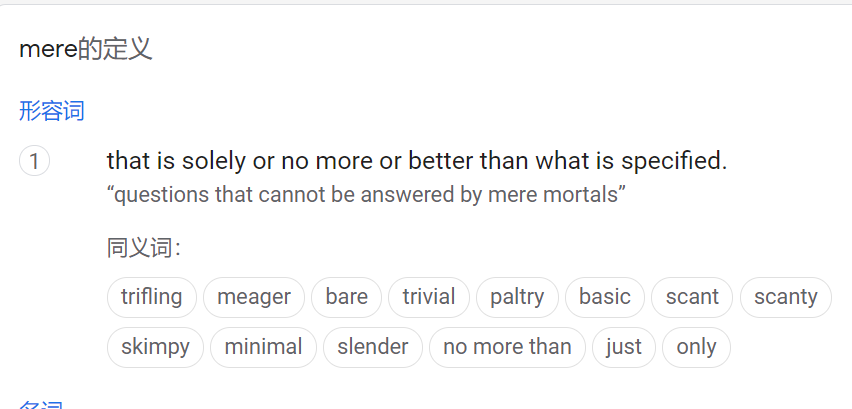 mere的定义
形容词
1 that is solely or no more or better than what is specified.
“questions that cannot be answered by mere mortals”
同义词：
trifling meager bare trivial paltry basic scant scanty
skimpy minimal slender no more than just only
名词